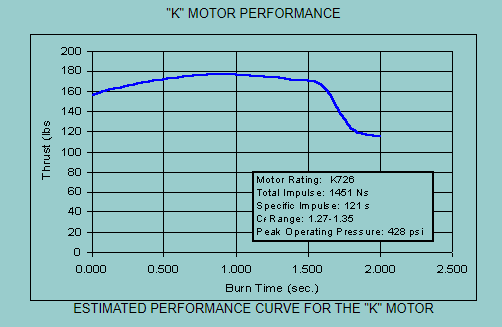 "K" MOTOR PERFORMANCE
200
180
160
140
120
100
80
60
40
20
0
Thrust (lbs
Motor Rating: K726
Total Impulse: 1451 Ns
Specific Impulse: 121 s
CF Range: 1.27-1.35
Peak Operating Pressure: 428 psi
0.000 0.500 1.000 1.500 2.000 2.500
Burn Time (sec.)
ESTIMATED PERFORMANCE CURVE FOR THE "K" MOTOR